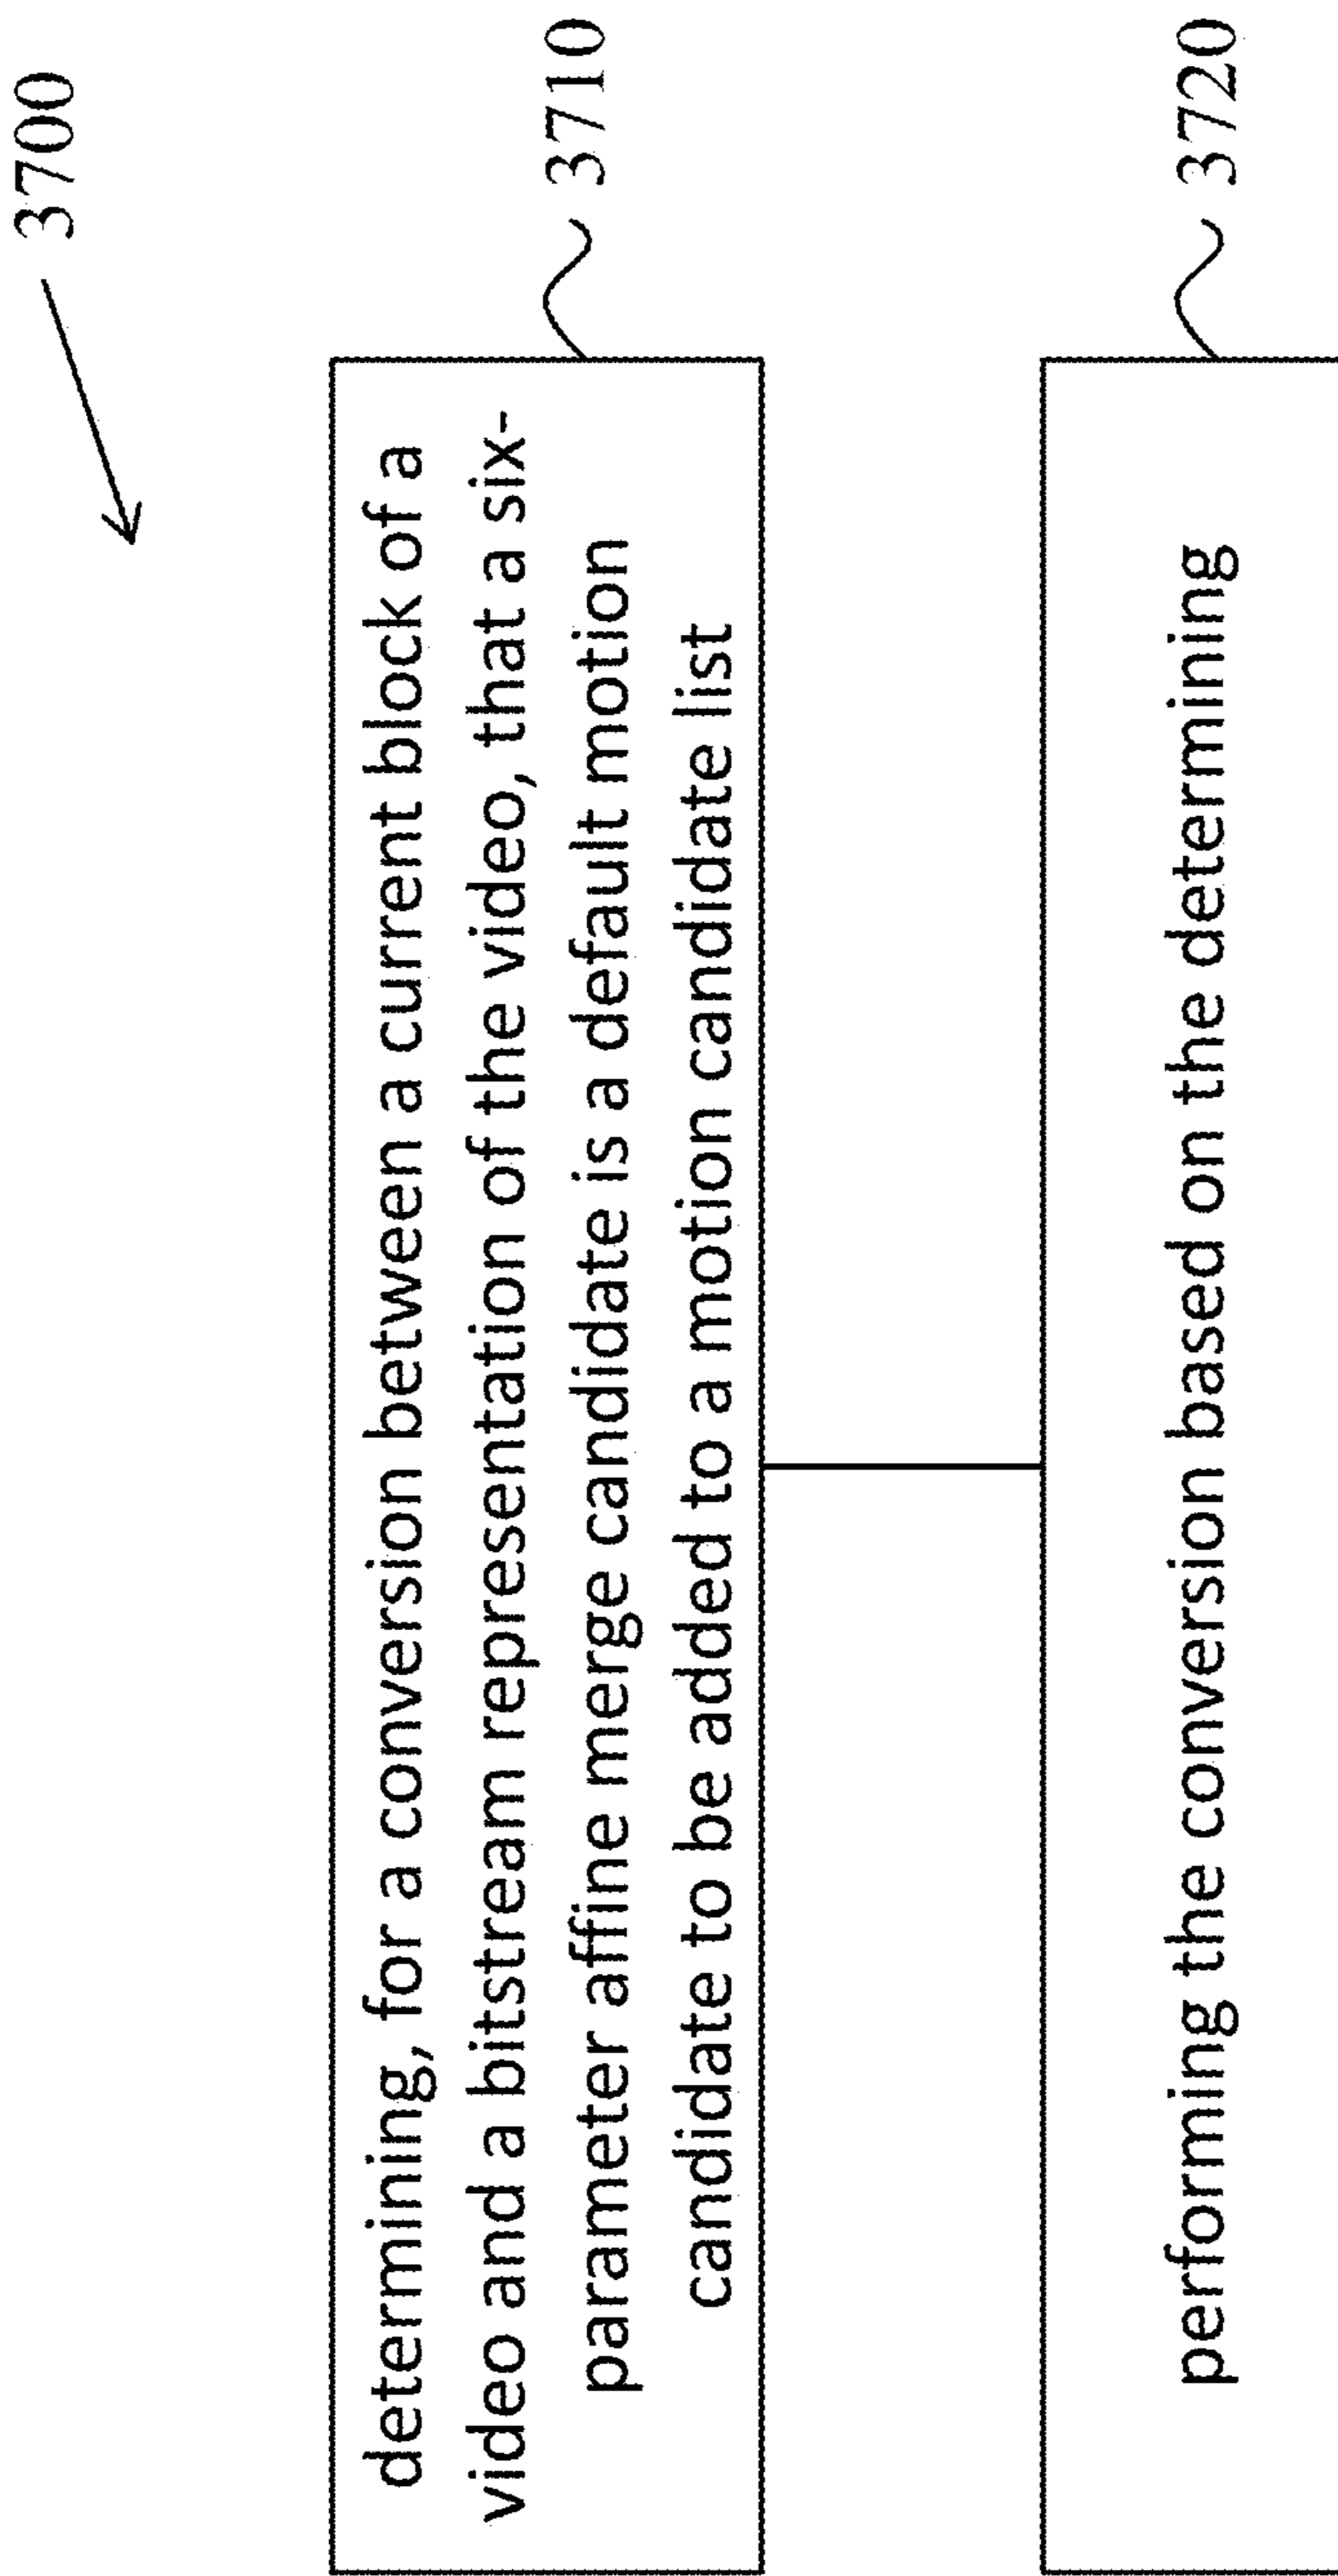 3700
determining, for a conversion between a current block of a
video and a bitstream representation of the video, that a six-
parameter affine merge candidate is a default motion
candidate to be added to a motion candidate list
3710
performing the conversion based on the determining
3720